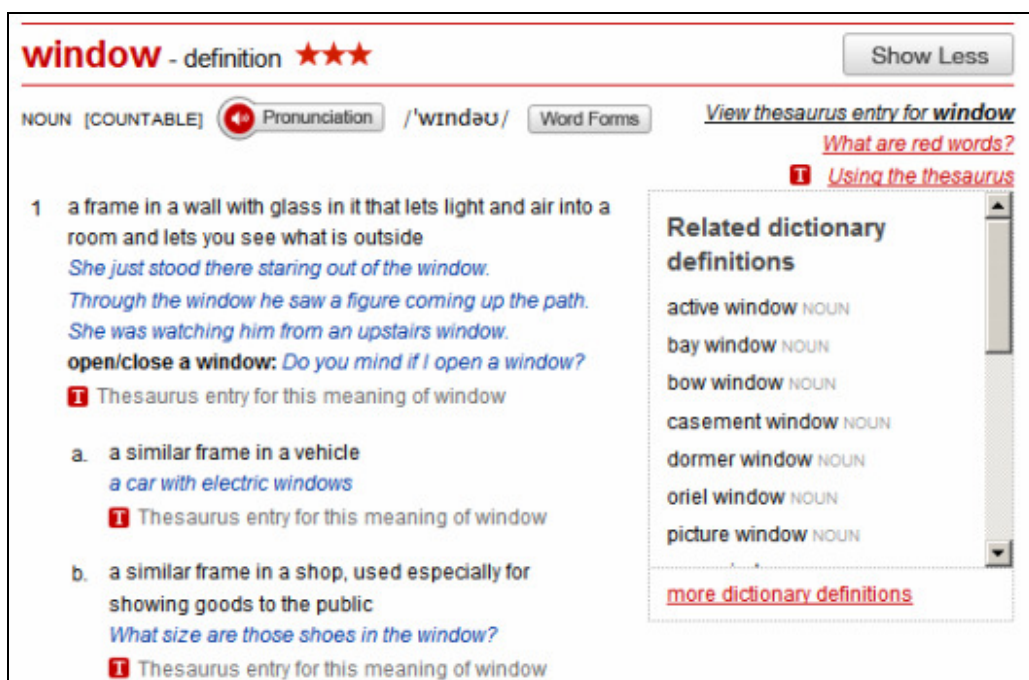 window - definition ★★★
Show Less
NOUN [COUNTABLE] Pronunciation /ˈwɪndəʊ/ Word Forms
View thesaurus entry for window
What are red words?
T Using the thesaurus
1 a frame in a wall with glass in it that lets light and air into a
room and lets you see what is outside
She just stood there staring out of the window.
Through the window he saw a figure coming up the path.
She was watching him from an upstairs window.
open/close a window: Do you mind if I open a window?
T Thesaurus entry for this meaning of window
a. a similar frame in a vehicle
a car with electric windows
T Thesaurus entry for this meaning of window
b. a similar frame in a shop, used especially for
showing goods to the public
What size are those shoes in the window?
T Thesaurus entry for this meaning of window
Related dictionary
definitions
active window NOUN
bay window NOUN
bow window NOUN
casement window NOUN
dormer window NOUN
oriel window NOUN
picture window NOUN
more dictionary definitions